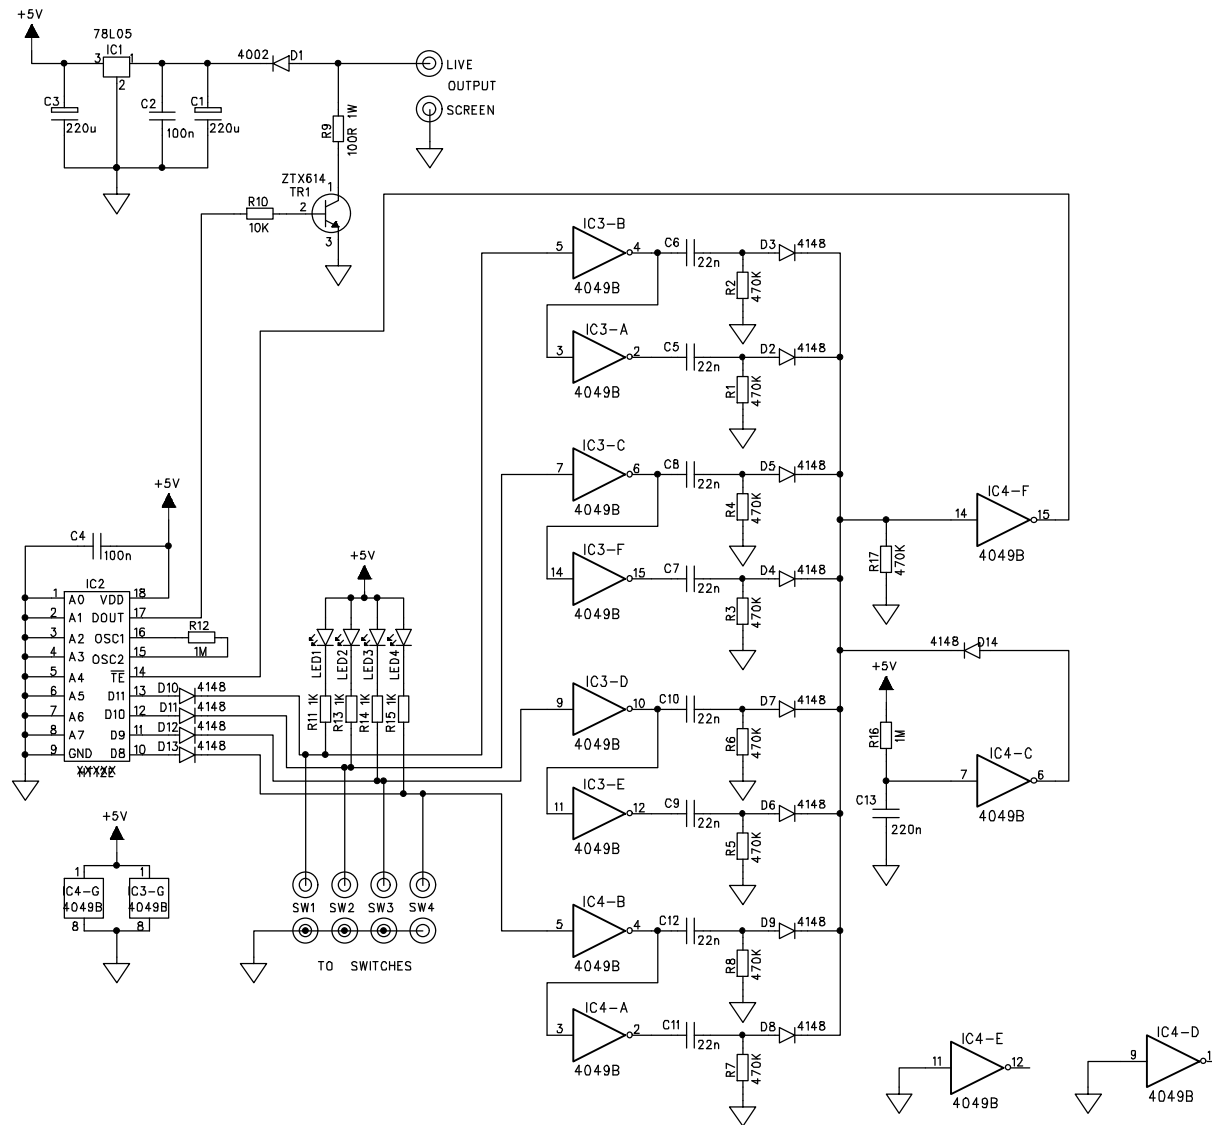 +5V
78L05
IC1
3
1
2
4002
D1
LIVE
OUTPUT
SCREEN
C3
220u
C2
100n
C1
220u
R9
100R 1W
ZTX614
TR1
1
2
3
R10
10K
IC3-B
5
4
4049B
C6
22n
R2
470K
D3
4148
IC3-A
3
2
4049B
C5
22n
R1
470K
D2
4148
IC3-C
7
6
4049B
C8
22n
R4
470K
D5
4148
IC3-F
14
15
4049B
C7
22n
R3
470K
D4
4148
IC4-F
14
15
4049B
R17
470K
+5V
C4
100n
IC2
1 A0 VDD 18
2 A1 DOUT 17
3 A2 OSC1 16
4 A3 OSC2 15
5 A4 TE 14
6 A5 D11 13
7 A6 D10 12
8 A7 D9 11
9 GND D8 10
R12
1M
D10 4148
D11 4148
D12 4148
D13 4148
+5V
LED1
LED2
LED3
LED4
R11 1K
R13 1K
R14 1K
R15 1K
IC3-D
9
10
4049B
C10
22n
R6
470K
D7
4148
IC3-E
11
12
4049B
C9
22n
R5
470K
D6
4148
4148
D14
+5V
R16
1M
C13
220n
IC4-C
7
6
4049B
+5V
1
1
IC4-G
4049B
IC3-G
4049B
8
8
SW1
SW2
SW3
SW4
TO SWITCHES
IC4-B
5
4
4049B
C12
22n
R8
470K
D9
4148
IC4-A
3
2
4049B
C11
22n
R7
470K
D8
4148
IC4-E
11
12
4049B
IC4-D
9
1
4049B